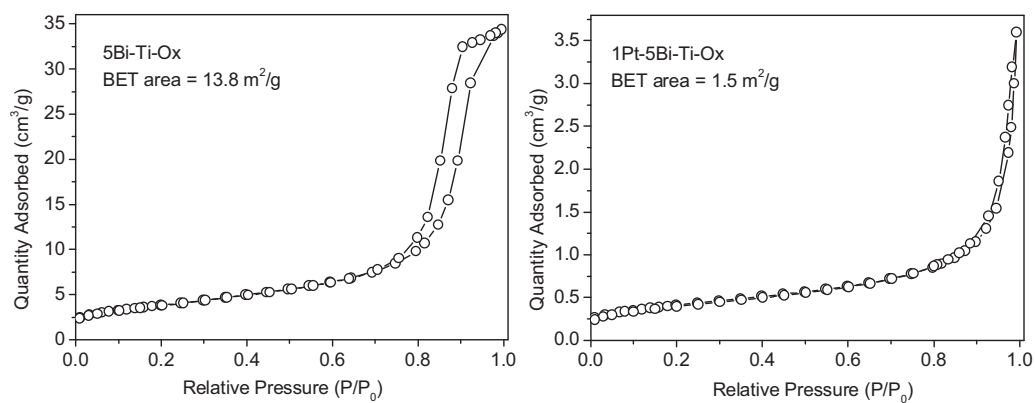 5Bi-Ti-Ox
BET area = 13.8 m²/g
Quantity Adsorbed (cm³/g)
35
30
25
20
15
10
5
0
0.0 0.2 0.4 0.6 0.8 1.0
Relative Pressure (P/P₀)
1Pt-5Bi-Ti-Ox
BET area = 1.5 m²/g
Quantity Adsorbed (cm³/g)
3.5
3.0
2.5
2.0
1.5
1.0
0.5
0.0
0.0 0.2 0.4 0.6 0.8 1.0
Relative Pressure (P/P₀)